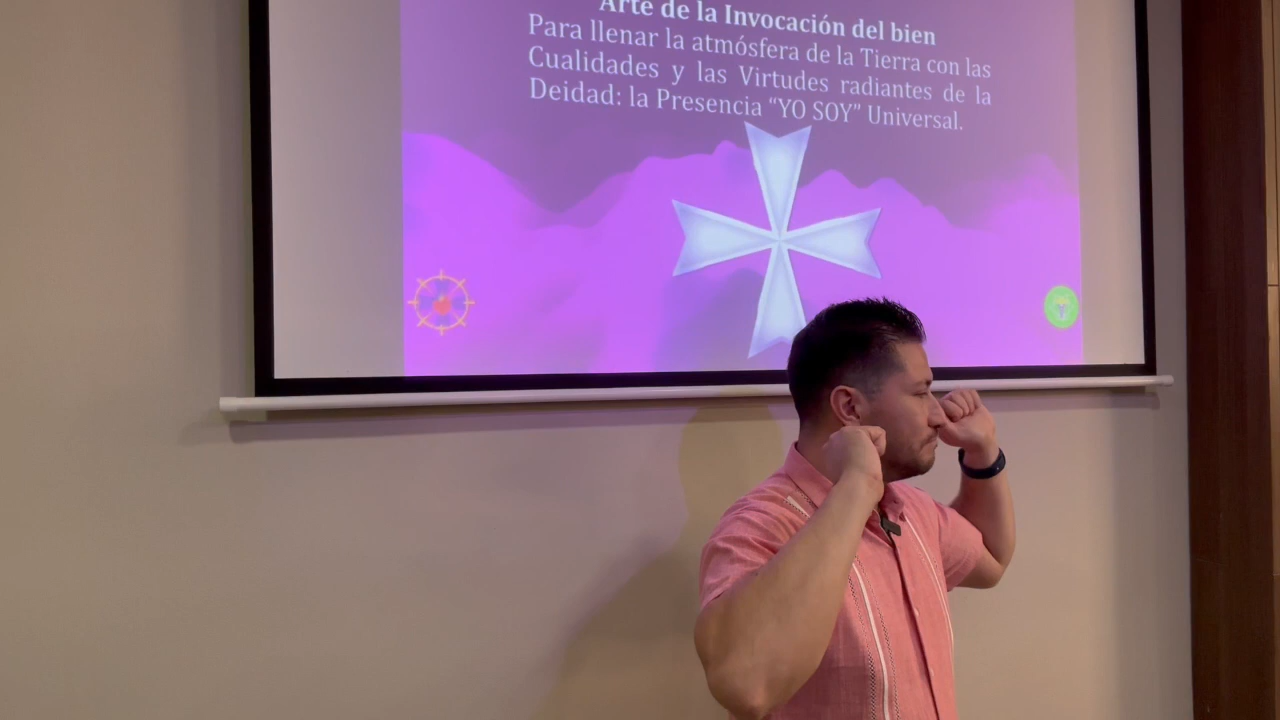 Arte de la Invocación del bien
Para llenar la atmósfera de la Tierra con las
Cualidades y las Virtudes radiantes de la
Deidad: la Presencia “YO SOY” Universal.